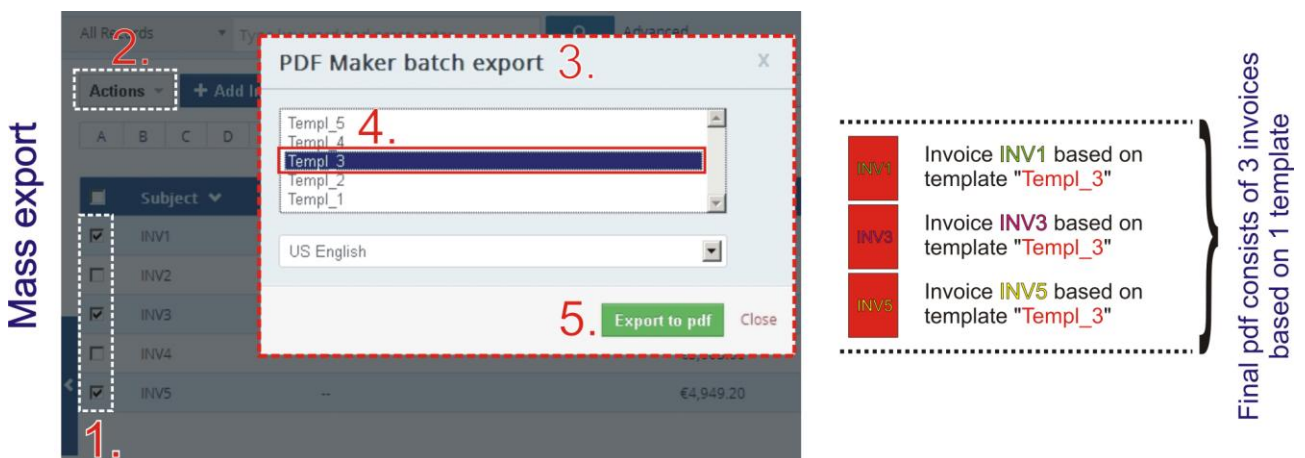 Mass export
All Records
Advanced
2.
Actions
+ Add In
A B C D
Subject
INV1
INV2
INV3
INV4
INV5 -- €4,949.20
1.
PDF Maker batch export 3. X
Templ_5
Templ_4
4.
Templ_3
Templ_2
Templ_1
US English
5. Export to pdf Close
INV1
Invoice INV1 based on
template "Templ_3"
INV3
Invoice INV3 based on
template "Templ_3"
INV5
Invoice INV5 based on
template "Templ_3"
Final pdf consists of 3 invoices
based on 1 template